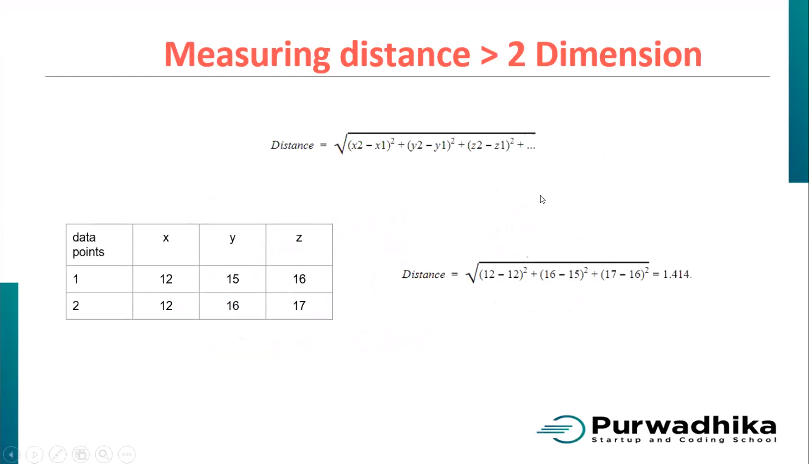 Measuring distance > 2 Dimension
Distance = √(x2 − x1)² + (y2 − y1)² + (z2 − z1)² + ...
data points x y z
1 12 15 16
2 12 16 17
Distance = √(12 − 12)² + (16 − 15)² + (17 − 16)² = 1.414.
Purwadhika
Startup and Coding School